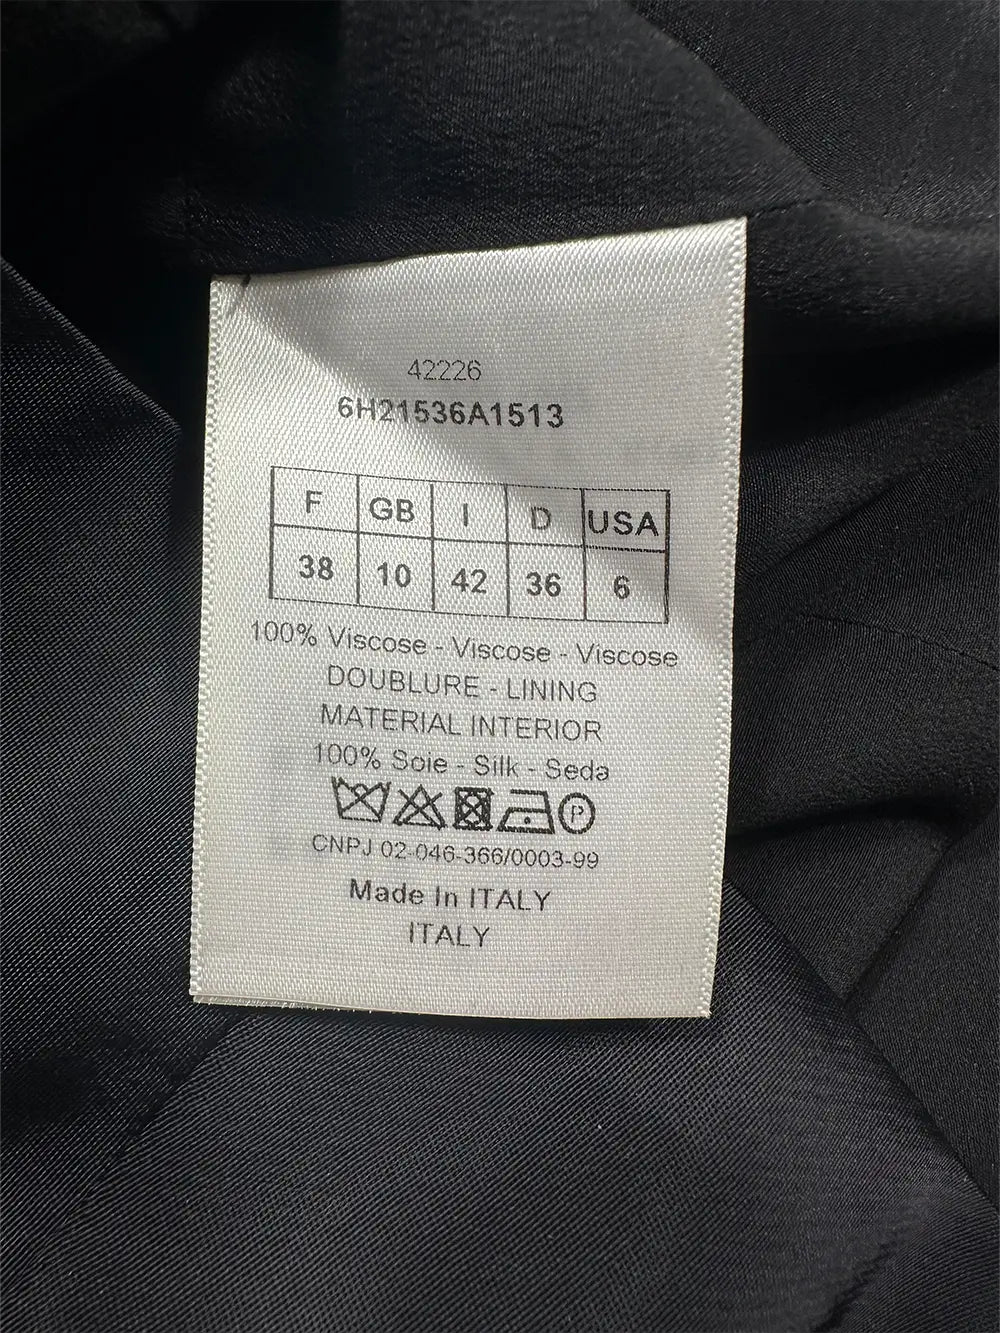 42226
6H21536A1513
F GB I D USA
38 10 42 36 6
100% Viscose - Viscose - Viscose
DOUBLURE - LINING
MATERIAL INTERIOR
100% Soie - Silk - Seda
P
CNPJ 02-046-366/0003-99
Made In ITALY
ITALY